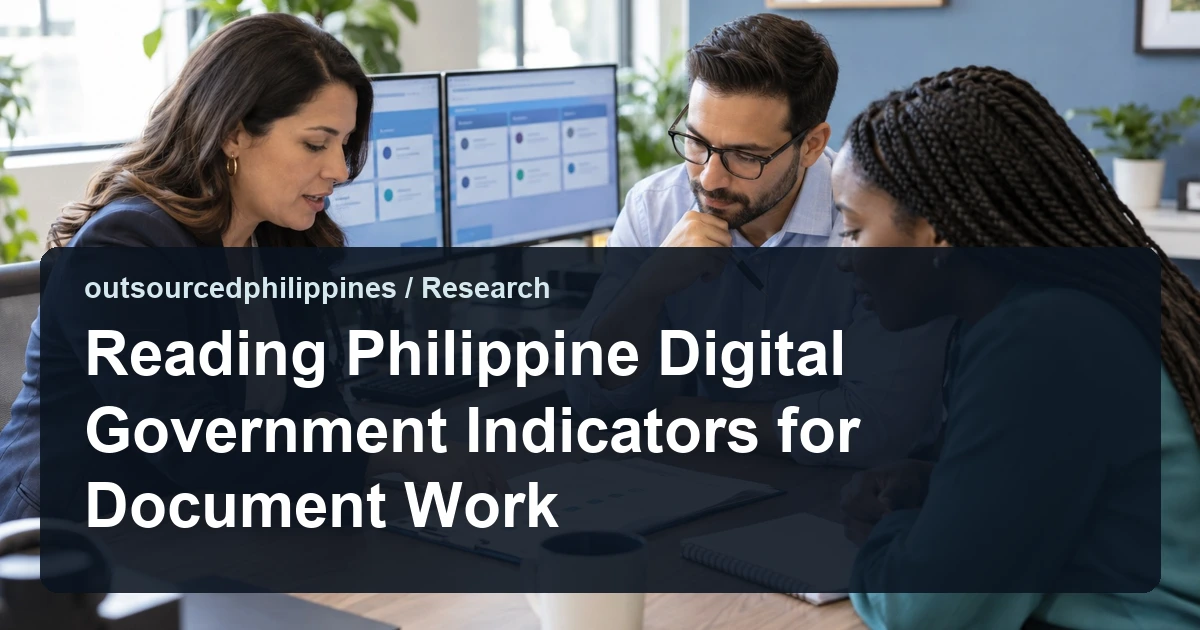 outsourcedphilippines / Research
Reading Philippine Digital
Government Indicators for
Document Work